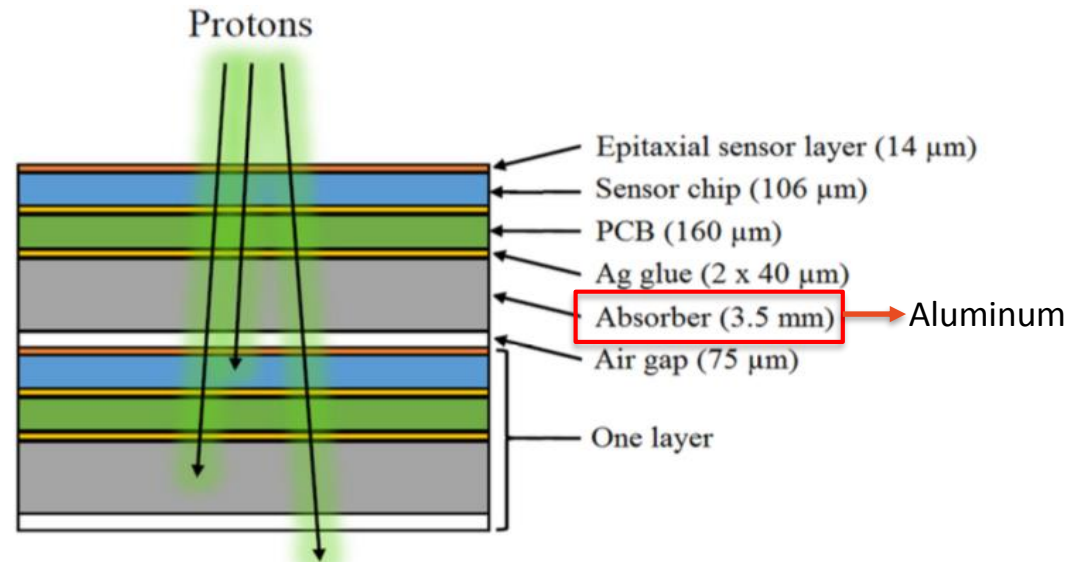 Protons
Epitaxial sensor layer (14 µm)
Sensor chip (106 µm)
PCB (160 µm)
Ag glue (2 x 40 µm)
Absorber (3.5 mm) Aluminum
Air gap (75 µm)
One layer